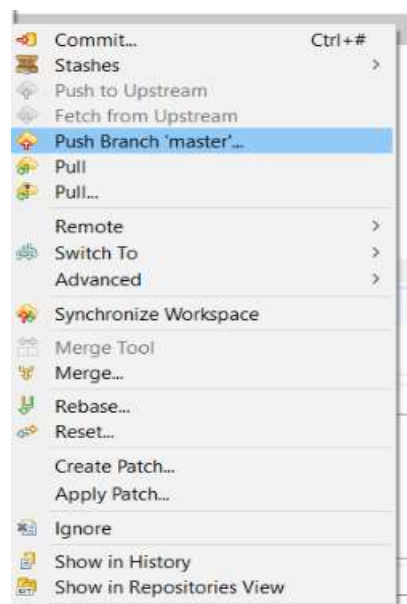 Commit... Ctrl+#
Stashes
Push to Upstream
Fetch from Upstream
Push Branch 'master'...
Pull
Pull...
Remote
Switch To
Advanced
Synchronize Workspace
Merge Tool
Merge...
Rebase...
Reset...
Create Patch...
Apply Patch...
Ignore
Show in History
Show in Repositories View